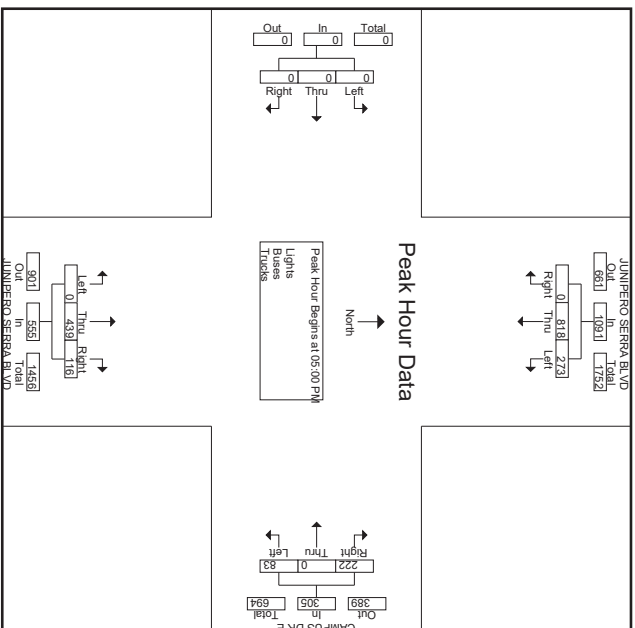 Out In Total
0 0 0
0 0 0
Right Thru Left
Peak Hour Data
North
Peak Hour Begins at 05:00 PM
Lights
Buses
Trucks
JUNIPERO SERRA BLVD
Out In Total
661 1091 1752
0 818 273
Right Thru Left
Left Thru Right
0 439 116
901 555 1456
Out In Total
JUNIPERO SERRA BLVD
Left Thru Right
83 0 222
694 305 389
Total In Out
CAMPUS DR E